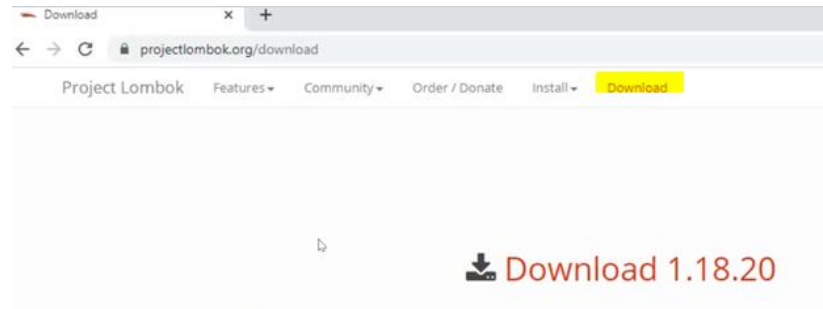 Download
projectlombok.org/download
Project Lombok Features Community Order / Donate Install Download
Download 1.18.20